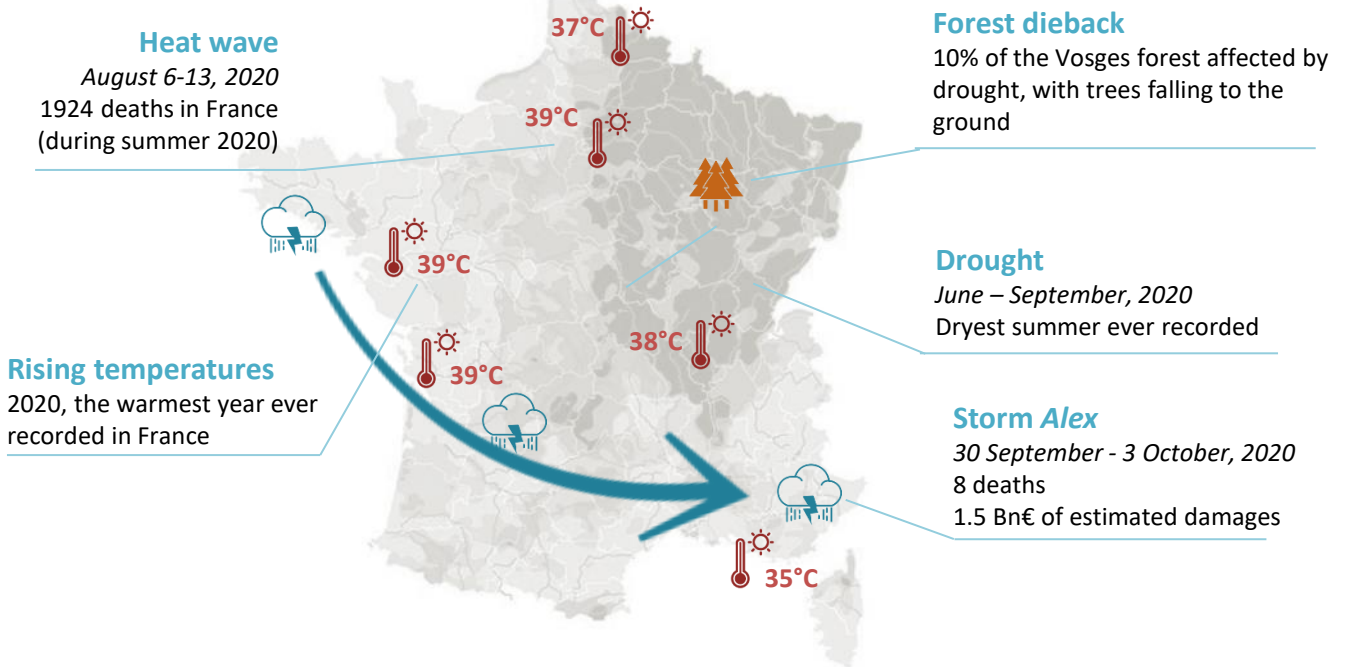 Heat wave
August 6-13, 2020
1924 deaths in France
(during summer 2020)
Rising temperatures
2020, the warmest year ever
recorded in France
37°C
39°C
39°C
39°C
38°C
35°C
Forest dieback
10% of the Vosges forest affected by
drought, with trees falling to the
ground
Drought
June – September, 2020
Dryest summer ever recorded
Storm Alex
30 September - 3 October, 2020
8 deaths
1.5 Bn€ of estimated damages